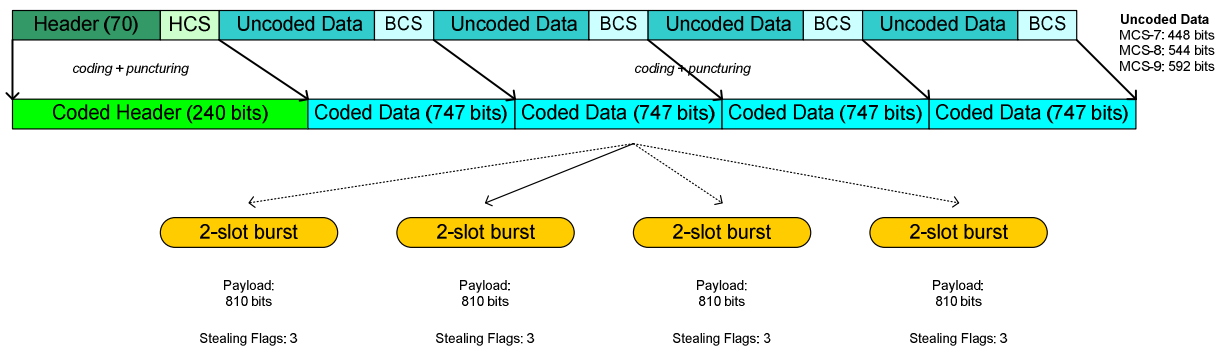 Header (70) HCS Uncoded Data BCS Uncoded Data BCS Uncoded Data BCS Uncoded Data BCS
Uncoded Data
MCS-7: 448 bits
MCS-8: 544 bits
MCS-9: 592 bits
coding + puncturing coding + puncturing
Coded Header (240 bits) Coded Data (747 bits) Coded Data (747 bits) Coded Data (747 bits) Coded Data (747 bits)
2-slot burst 2-slot burst 2-slot burst 2-slot burst
Payload: Payload: Payload: Payload:
810 bits 810 bits 810 bits 810 bits
Stealing Flags: 3 Stealing Flags: 3 Stealing Flags: 3 Stealing Flags: 3